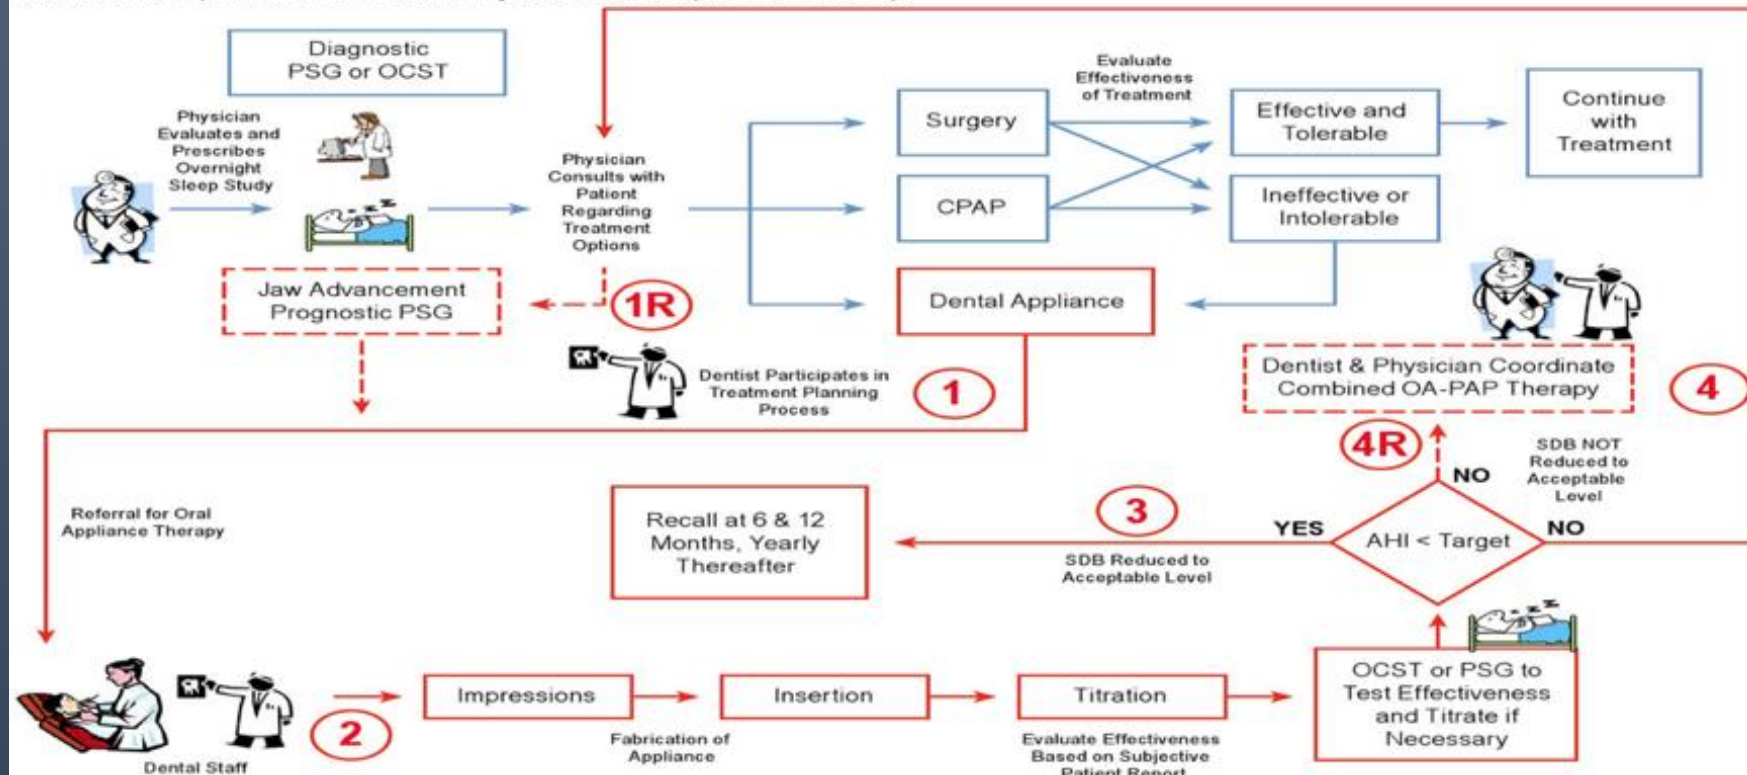 Diagnostic
PSG or OCST
Physician
Evaluates and
Prescribes
Overnight
Sleep Study
Physician
Consults with
Patient
Regarding
Treatment
Options
Surgery
CPAP
Dental Appliance
Evaluate
Effectiveness
of Treatment
Effective and
Tolerable
Ineffective or
Intolerable
Continue
with
Treatment
Jaw Advancement
Prognostic PSG
1R
Dentist Participates in
Treatment Planning
Process
1
Dentist & Physician Coordinate
Combined OA-PAP Therapy
4
4R
SDB NOT
Reduced to
Acceptable
Level
NO
YES
AHI < Target
NO
3
SDB Reduced to
Acceptable Level
Recall at 6 & 12
Months, Yearly
Thereafter
Referral for Oral
Appliance Therapy
Dental Staff
2
Impressions
Fabrication of
Appliance
Insertion
Titration
Evaluate Effectiveness
Based on Subjective
Patient Report
OCST or PSG to
Test Effectiveness
and Titrate if
Necessary